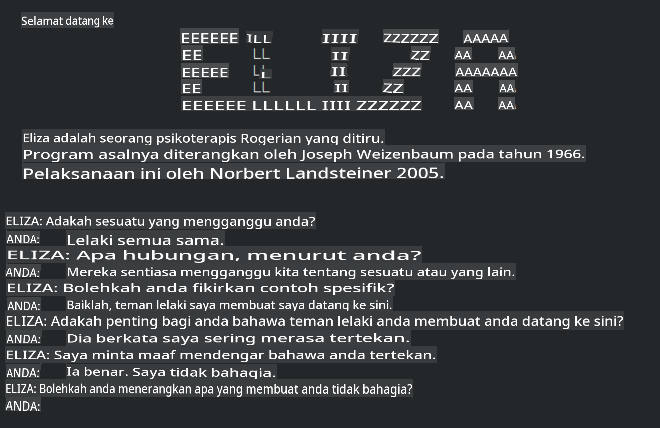 Selamat datang ke
EEEEEE ILL IIII ZZZZZZ AAAAA
EE LL II ZZ AA AA
EEEEE LL II ZZZ AAAAAAA
EE LL II ZZ AA AA
EEEEEE LLLLLL IIII ZZZZZZ AA AA
Eliza adalah seorang psikoterapis Rogerian yang ditiru.
Program asalnya diterangkan oleh Joseph Weizenbaum pada tahun 1966.
Pelaksanaan ini oleh Norbert Landsteiner 2005.
ELIZA: Adakah sesuatu yang mengganggu anda?
ANDA: Lelaki semua sama.
ELIZA: Apa hubungan, menurut anda?
ANDA: Mereka sentiasa mengganggu kita tentang sesuatu atau yang lain.
ELIZA: Bolehkah anda fikirkan contoh spesifik?
ANDA: Baiklah, teman lelaki saya membuat saya datang ke sini.
ELIZA: Adakah penting bagi anda bahawa teman lelaki anda membuat anda datang ke sini?
ANDA: Dia berkata saya sering merasa tertekan.
ELIZA: Saya minta maaf mendengar bahawa anda tertekan.
ANDA: Ia benar. Saya tidak bahagia.
ELIZA: Bolehkah anda menerangkan apa yang membuat anda tidak bahagia?
ANDA: